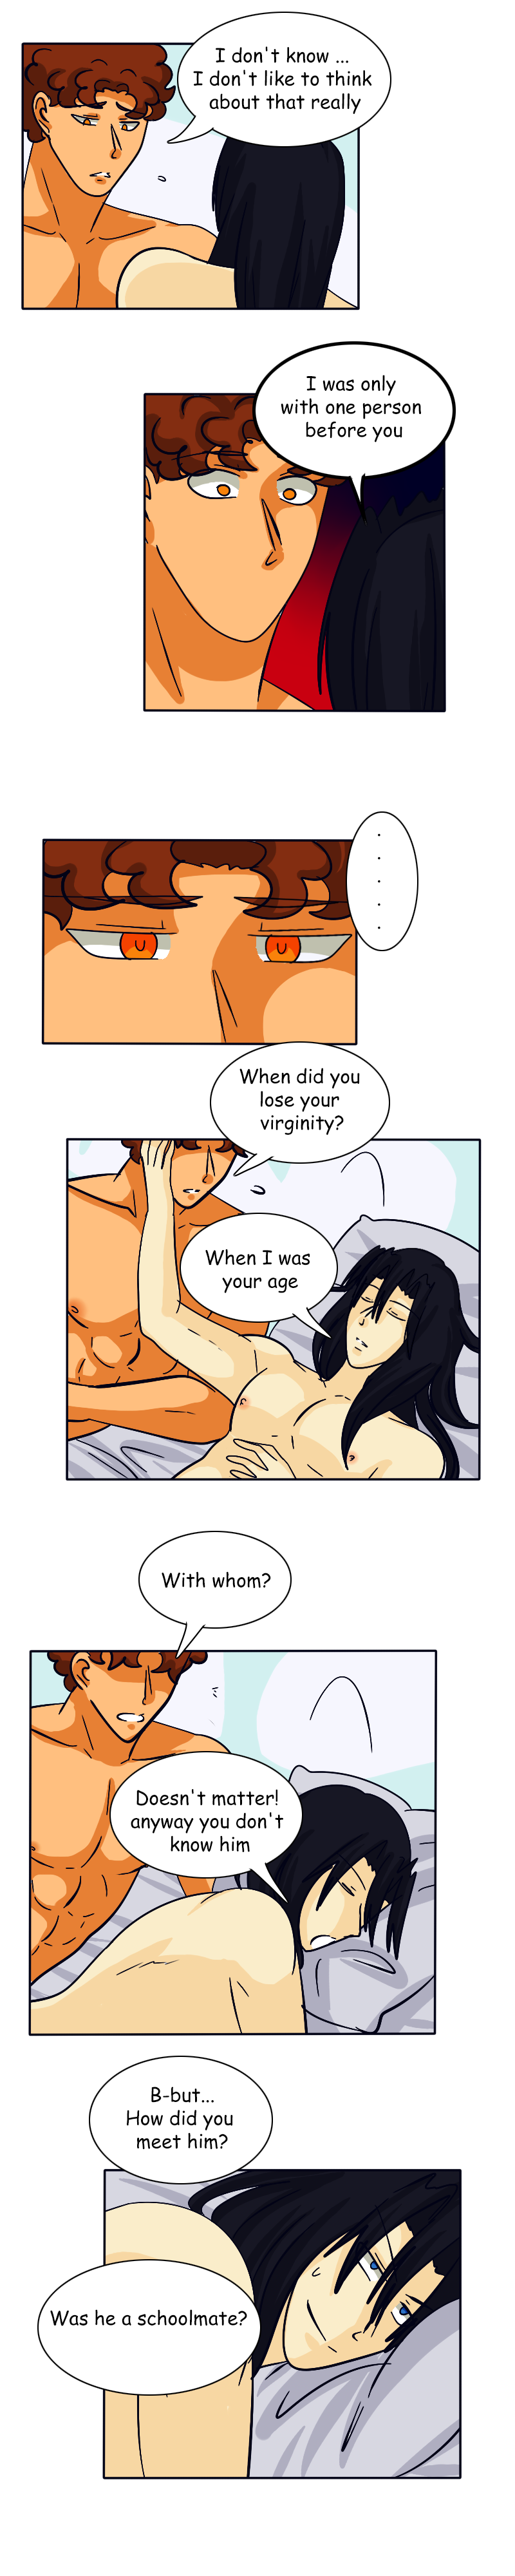 I don't know ...
I don't like to think
about that really
I was only
with one person
before you
.
.
.
.
.
When did you
lose your
virginity?
When I was
your age
With whom?
Doesn't matter!
anyway you don't
know him
B-but...
How did you
meet him?
Was he a schoolmate?